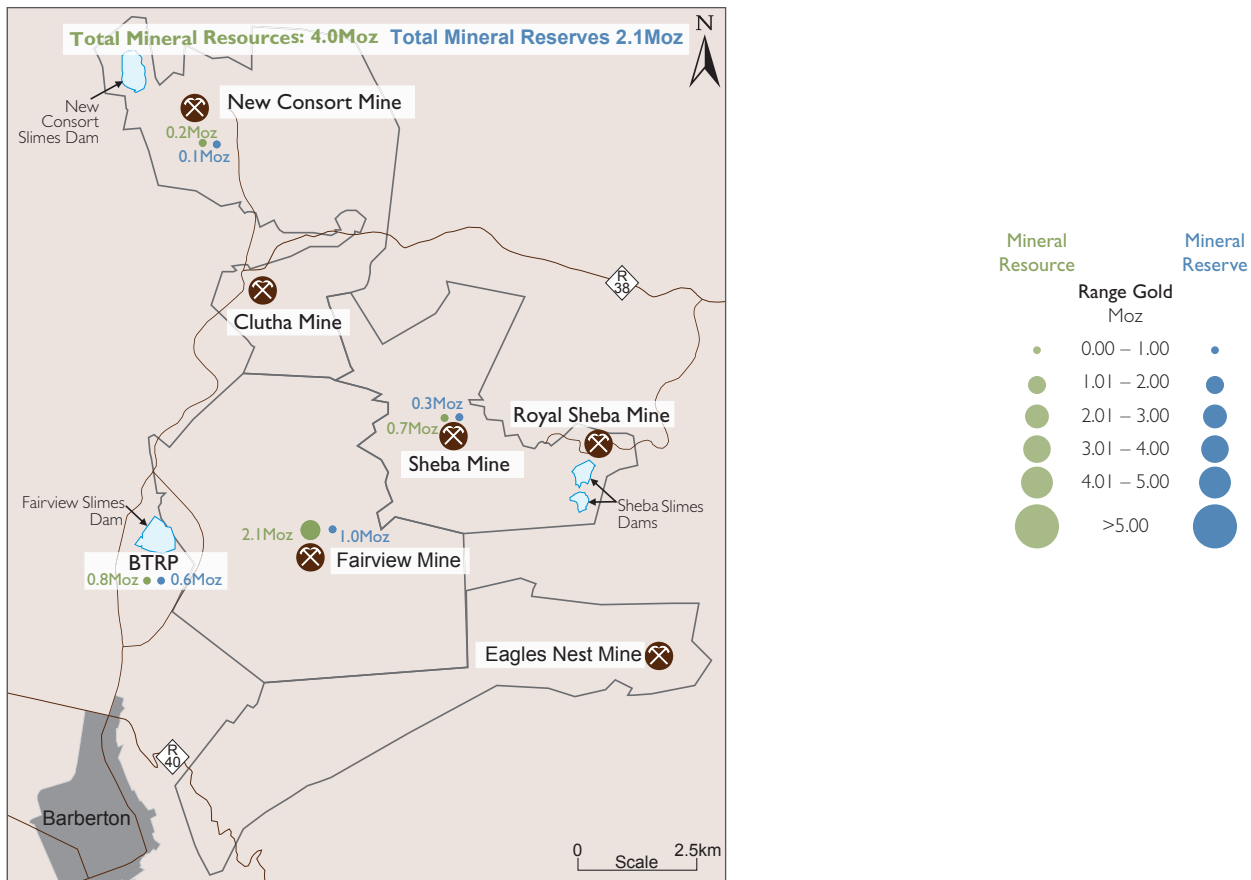 Total Mineral Resources: 4.0Moz Total Mineral Reserves 2.1Moz
N
New
Consort
Slimes Dam
New Consort Mine
0.2Moz
0.1Moz
R
38
Clutha Mine
0.3Moz
0.7Moz
Sheba Mine
Royal Sheba Mine
Sheba Slimes
Dams
Fairview Slimes
Dam
BTRP
0.8Moz 0.6Moz
2.1Moz 1.0Moz
Fairview Mine
Eagles Nest Mine
R
40
Barberton
0 2.5km
Scale
Mineral
Resource
Mineral
Reserve
Range Gold
Moz
0.00 – 1.00
1.01 – 2.00
2.01 – 3.00
3.01 – 4.00
4.01 – 5.00
>5.00